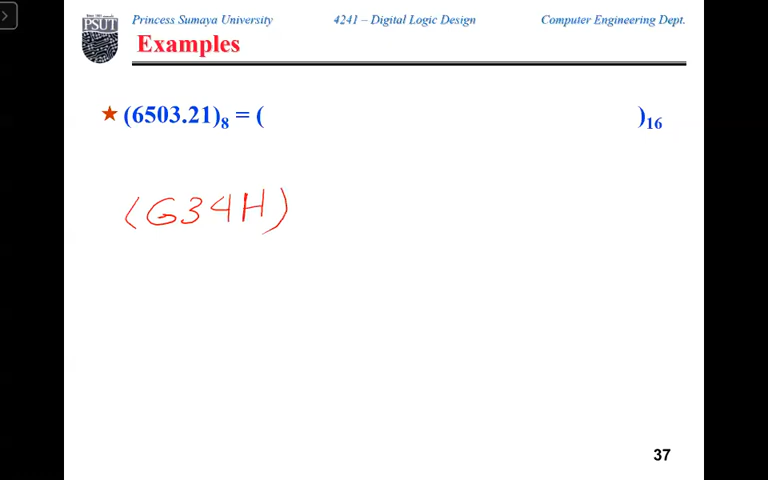 Princess Sumaya University 4241 – Digital Logic Design Computer Engineering Dept.
PSUT
Examples
★ (6503.21)₈ = ( )₁₆
(G34H)
37